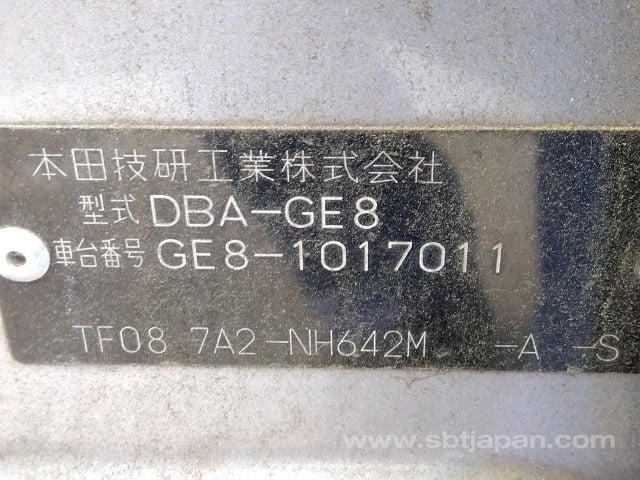 本田技研工業株式会社
型式 DBA-GE8
車台番号 GE8-1017011
TF08 7A2-NH642M -A -S
www.sbtjapan.com